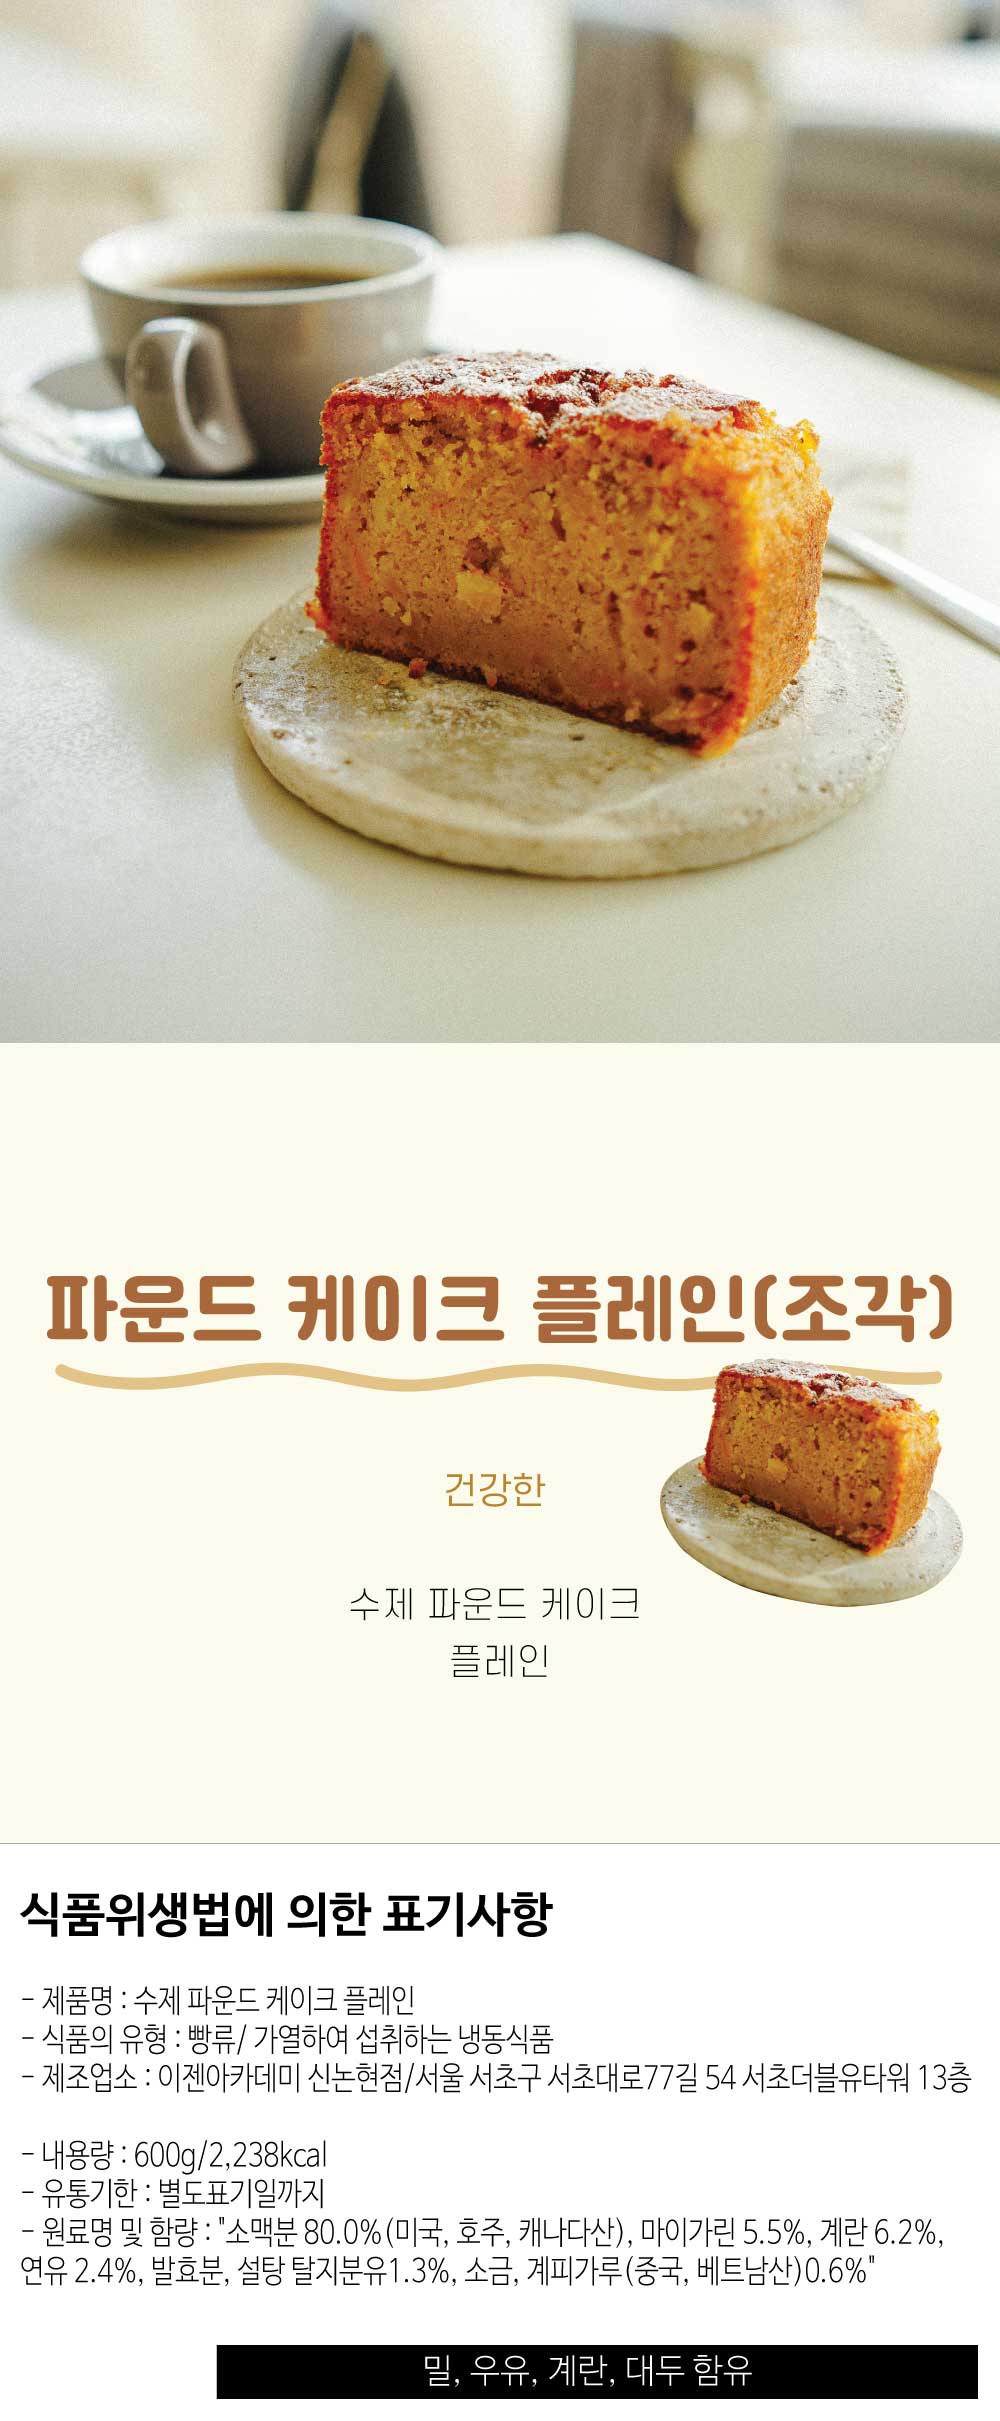 파운드 케이크 플레인(조각)
건강한
수제 파운드 케이크
플레인
식품위생법에 의한 표기사항
- 제품명 : 수제 파운드 케이크 플레인
- 식품의 유형 : 빵류/ 가열하여 섭취하는 냉동식품
- 제조업소 : 이젠아카데미 신논현점/서울 서초구 서초대로77길 54 서초더블유타워 13층
- 내용량 : 600g/2,238kcal
- 유통기한 : 별도표기일까지
- 원료명 및 함량 : "소맥분 80.0%(미국, 호주, 캐나다산), 마이가린 5.5%, 계란 6.2%,
연유 2.4%, 발효분, 설탕 탈지분유1.3%, 소금, 계피가루(중국, 베트남산)0.6%"
밀, 우유, 계란, 대두 함유